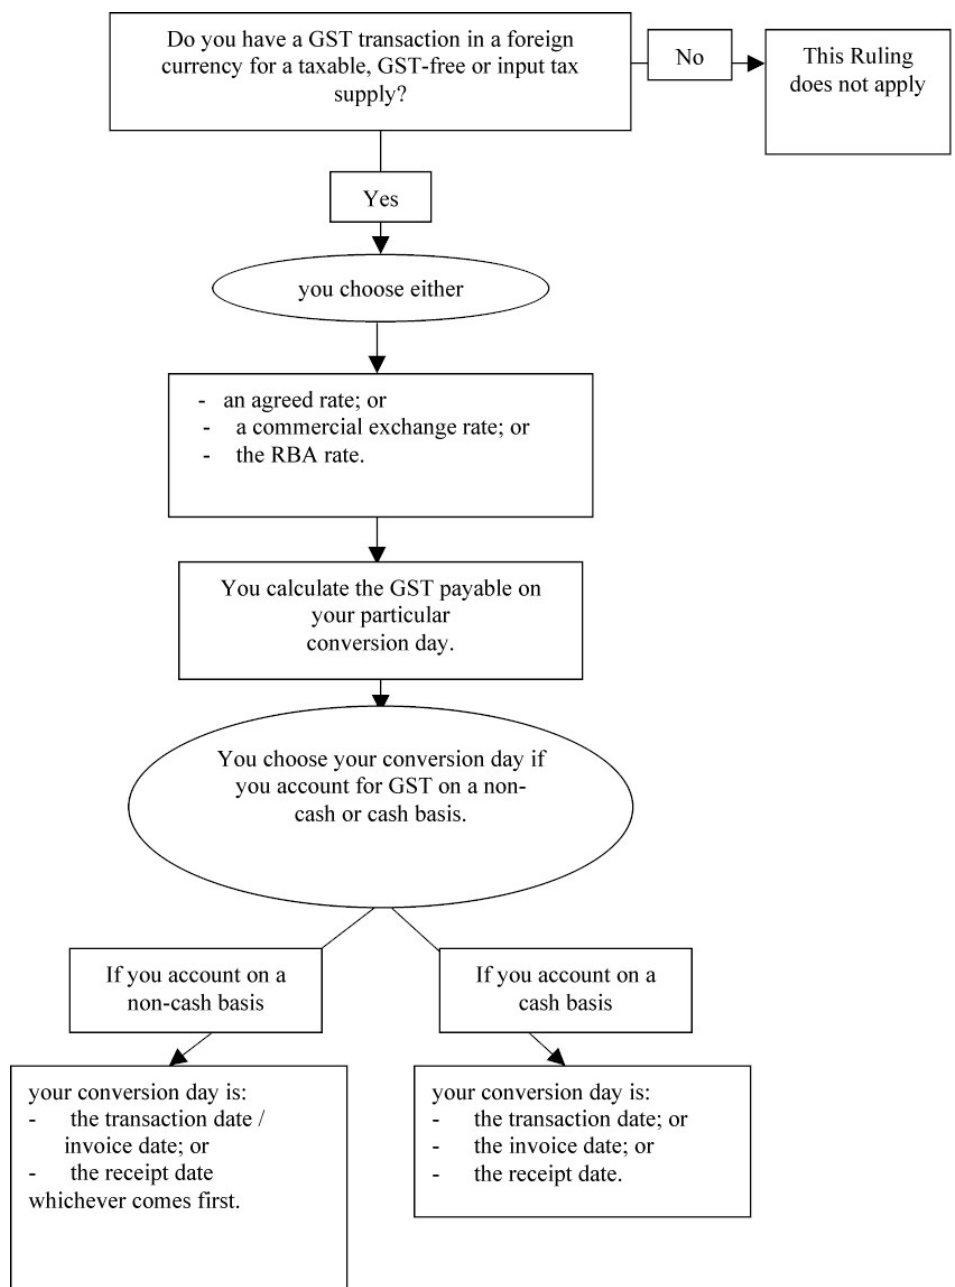 Do you have a GST transaction in a foreign
currency for a taxable, GST-free or input tax
supply?
No
This Ruling
does not apply
Yes
you choose either
- an agreed rate; or
- a commercial exchange rate; or
- the RBA rate.
You calculate the GST payable on
your particular
conversion day.
You choose your conversion day if
you account for GST on a non-
cash or cash basis.
If you account on a
non-cash basis
If you account on a
cash basis
your conversion day is:
- the transaction date /
invoice date; or
- the receipt date
whichever comes first.
your conversion day is:
- the transaction date; or
- the invoice date; or
- the receipt date.